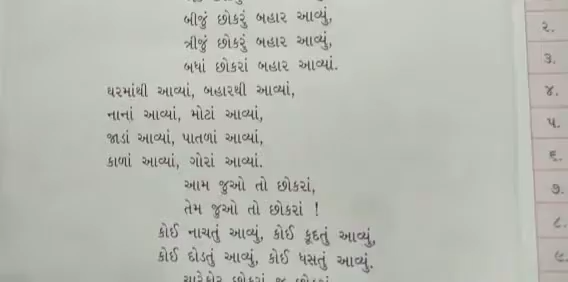 બીજું છોકરું બહાર આવ્યું,
ત્રીજું છોકરું બહાર આવ્યું,
બધાં છોકરાં બહાર આવ્યાં.
ઘરમાંથી આવ્યાં, બહારથી આવ્યાં,
નાનાં આવ્યાં, મોટાં આવ્યાં,
જાડાં આવ્યાં, પાતળાં આવ્યાં,
કાળાં આવ્યાં, ગોરાં આવ્યાં.
આમ જુઓ તો છોકરાં,
તેમ જુઓ તો છોકરાં !
કોઈ નાચતું આવ્યું, કોઈ કૂદતું આવ્યું,
કોઈ દોડતું આવ્યું, કોઈ ધસતું આવ્યું.
૨.
૩.
૪.
૫.
૬.
૭.
૮.
૯.